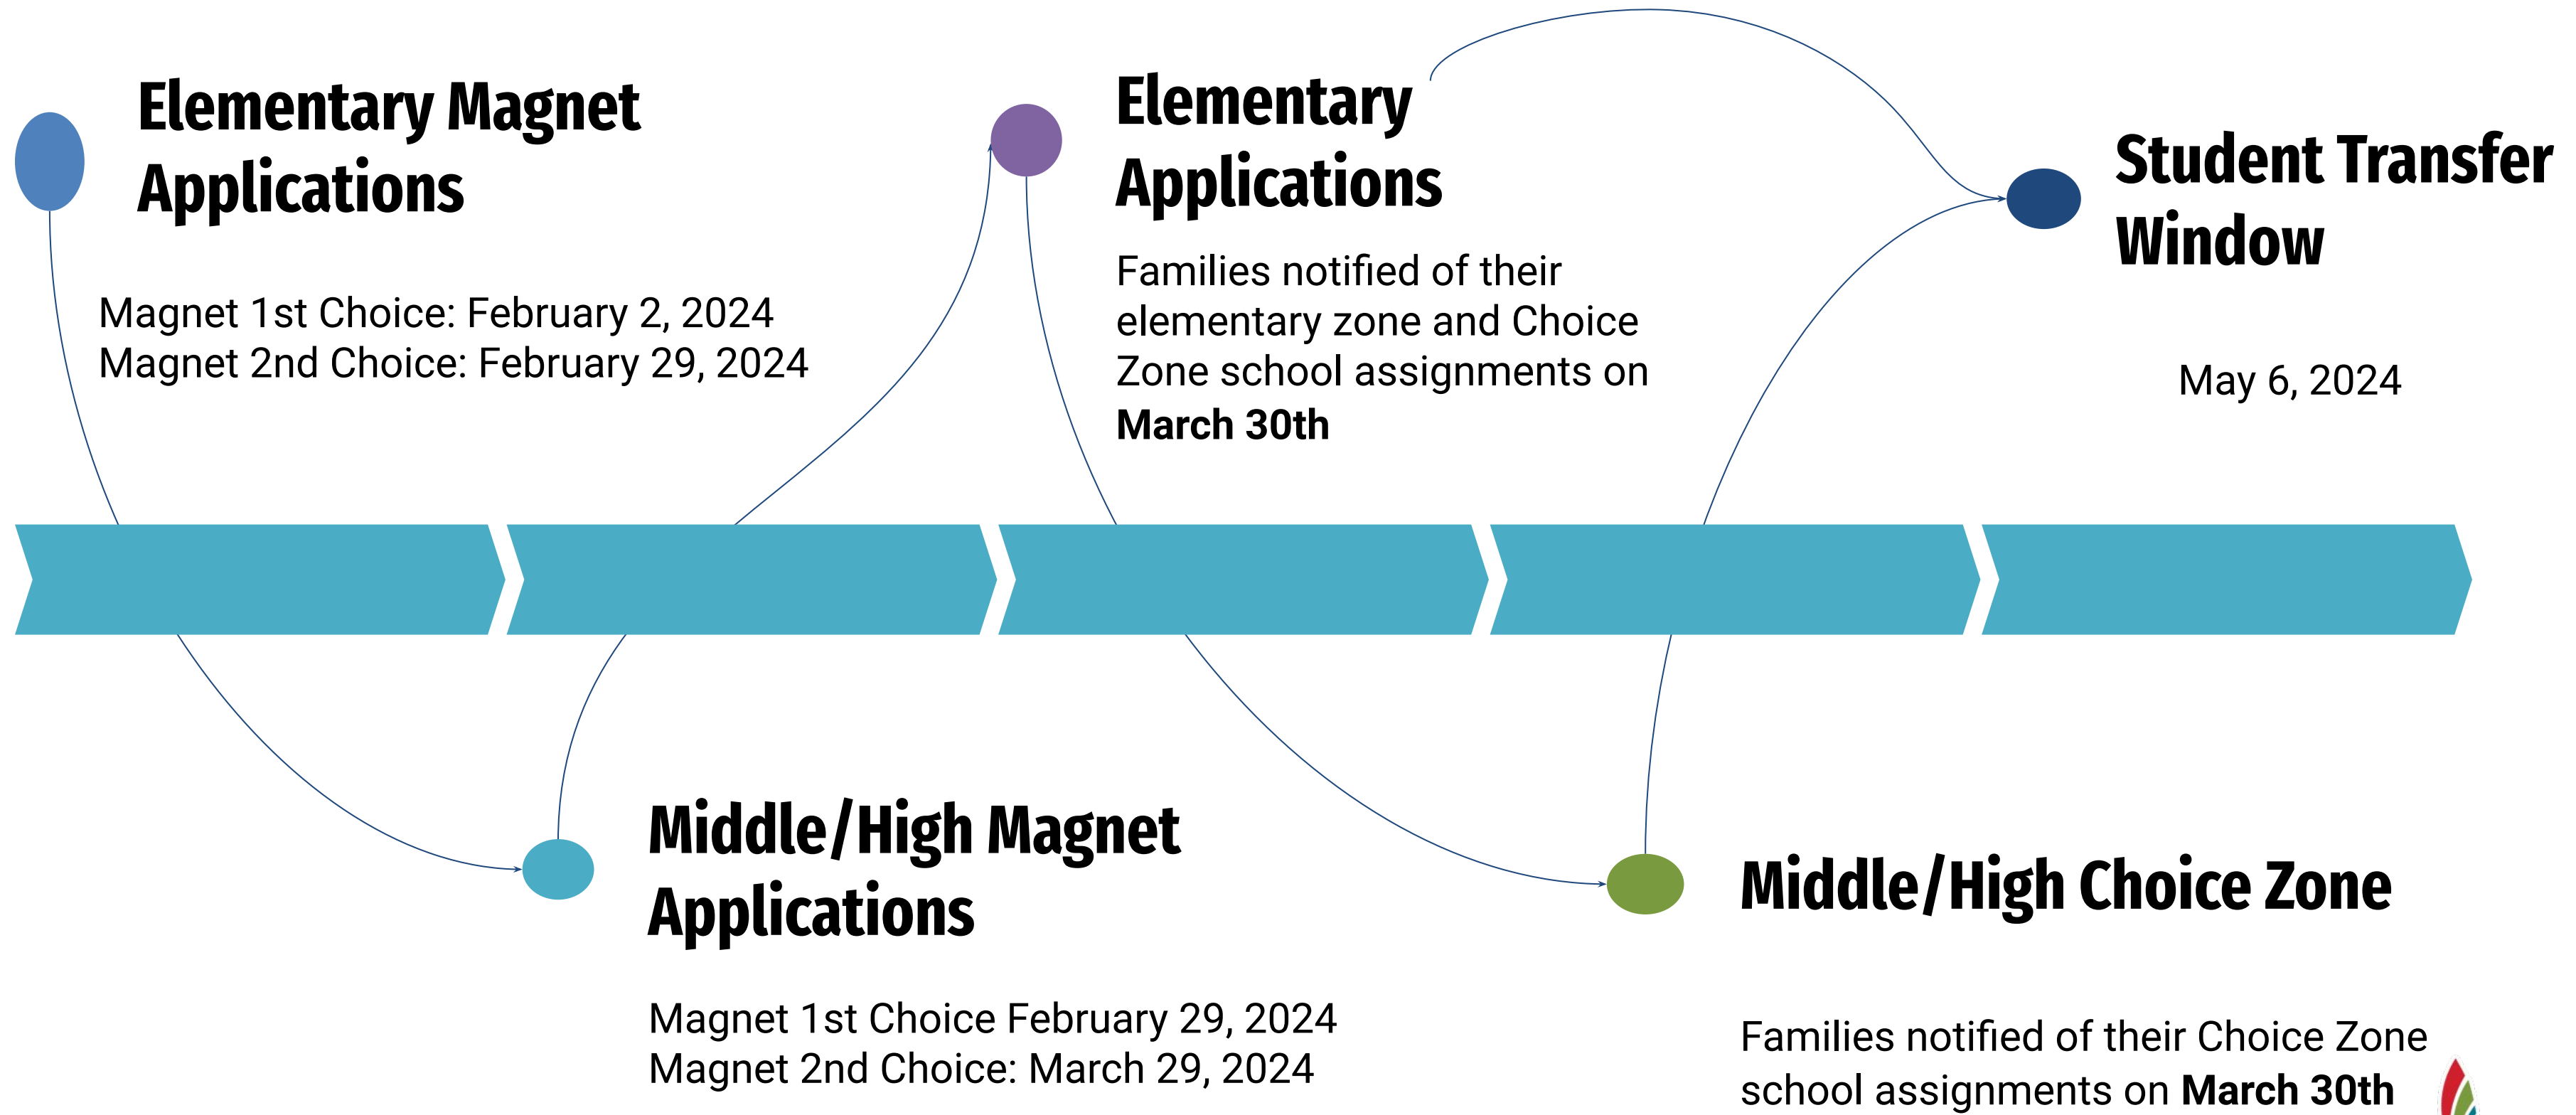 Elementary Magnet
Applications
Magnet 1st Choice: February 2, 2024
Magnet 2nd Choice: February 29, 2024
Middle/High Magnet
Applications
Magnet 1st Choice February 29, 2024
Magnet 2nd Choice: March 29, 2024
Elementary
Applications
Families notified of their
elementary zone and Choice
Zone school assignments on
March 30th
Middle/High Choice Zone
Families notified of their Choice Zone
school assignments on March 30th
Student Transfer
Window
May 6, 2024